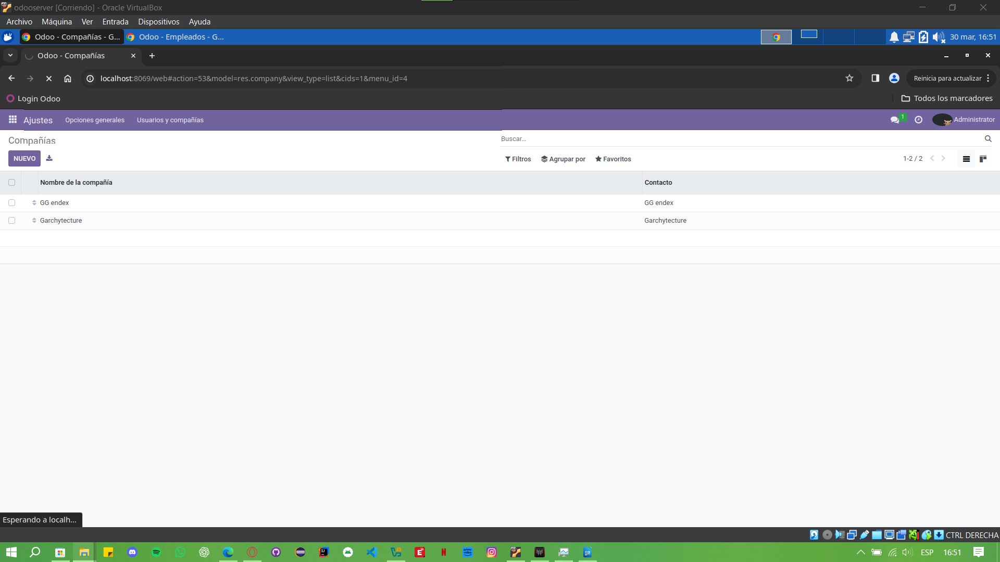 odooserver [Corriendo] - Oracle VirtualBox
Archivo Máquina Ver Entrada Dispositivos Ayuda
Odoo - Compañías - G... Odoo - Empleados - G... 30 mar, 16:51
Odoo - Compañías
localhost:8069/web#action=53&model=res.company&view_type=list&cids=1&menu_id=4 Reinicia para actualizar
Login Odoo Todos los marcadores
Ajustes Opciones generales Usuarios y compañías 1 Administrator
Compañías Buscar...
NUEVO Filtros Agrupar por Favoritos 1-2 / 2
Nombre de la compañía Contacto
GG endex GG endex
Garchytecture Garchytecture
Esperando a localh...
CTRL DERECHA
ESP 16:51